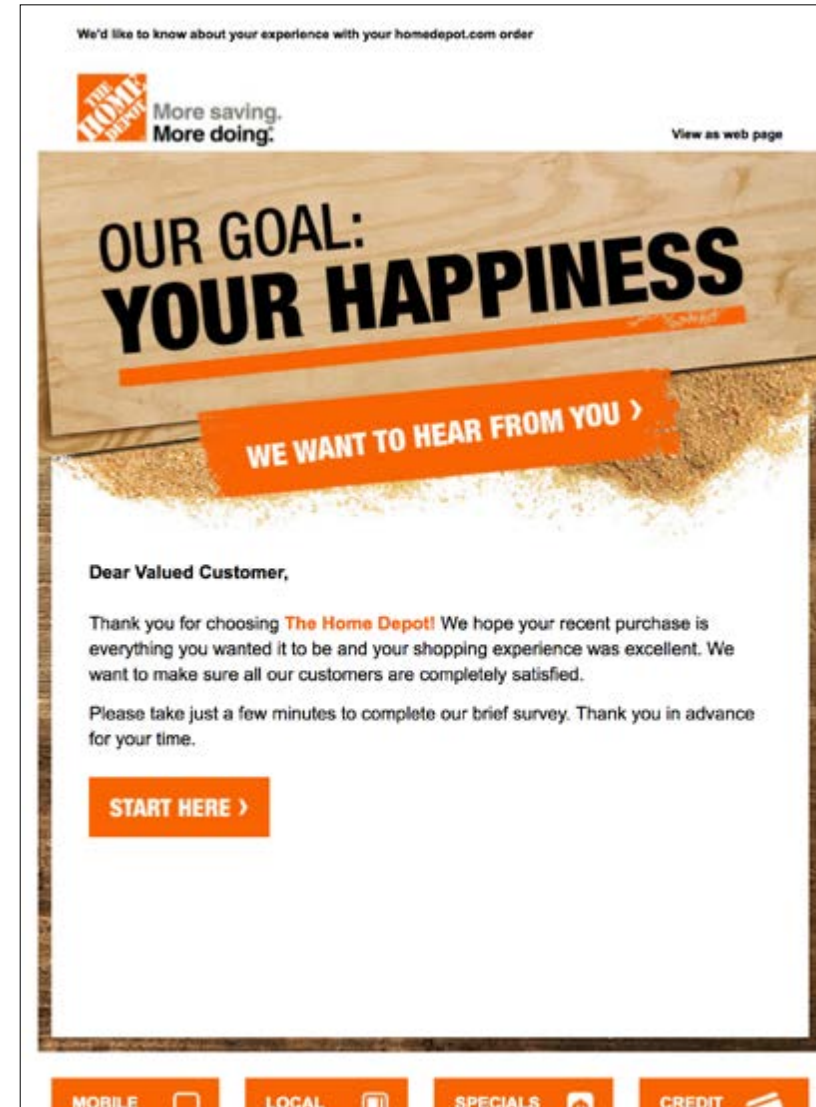 We'd like to know about your experience with your homedepot.com order
THE
HOME
DEPOT
More saving.
More doing.
View as web page
OUR GOAL:
YOUR HAPPINESS
WE WANT TO HEAR FROM YOU ›
Dear Valued Customer,
Thank you for choosing The Home Depot! We hope your recent purchase is
everything you wanted it to be and your shopping experience was excellent. We
want to make sure all our customers are completely satisfied.
Please take just a few minutes to complete our brief survey. Thank you in advance
for your time.
START HERE ›
MOBILE LOCAL SPECIALS CREDIT